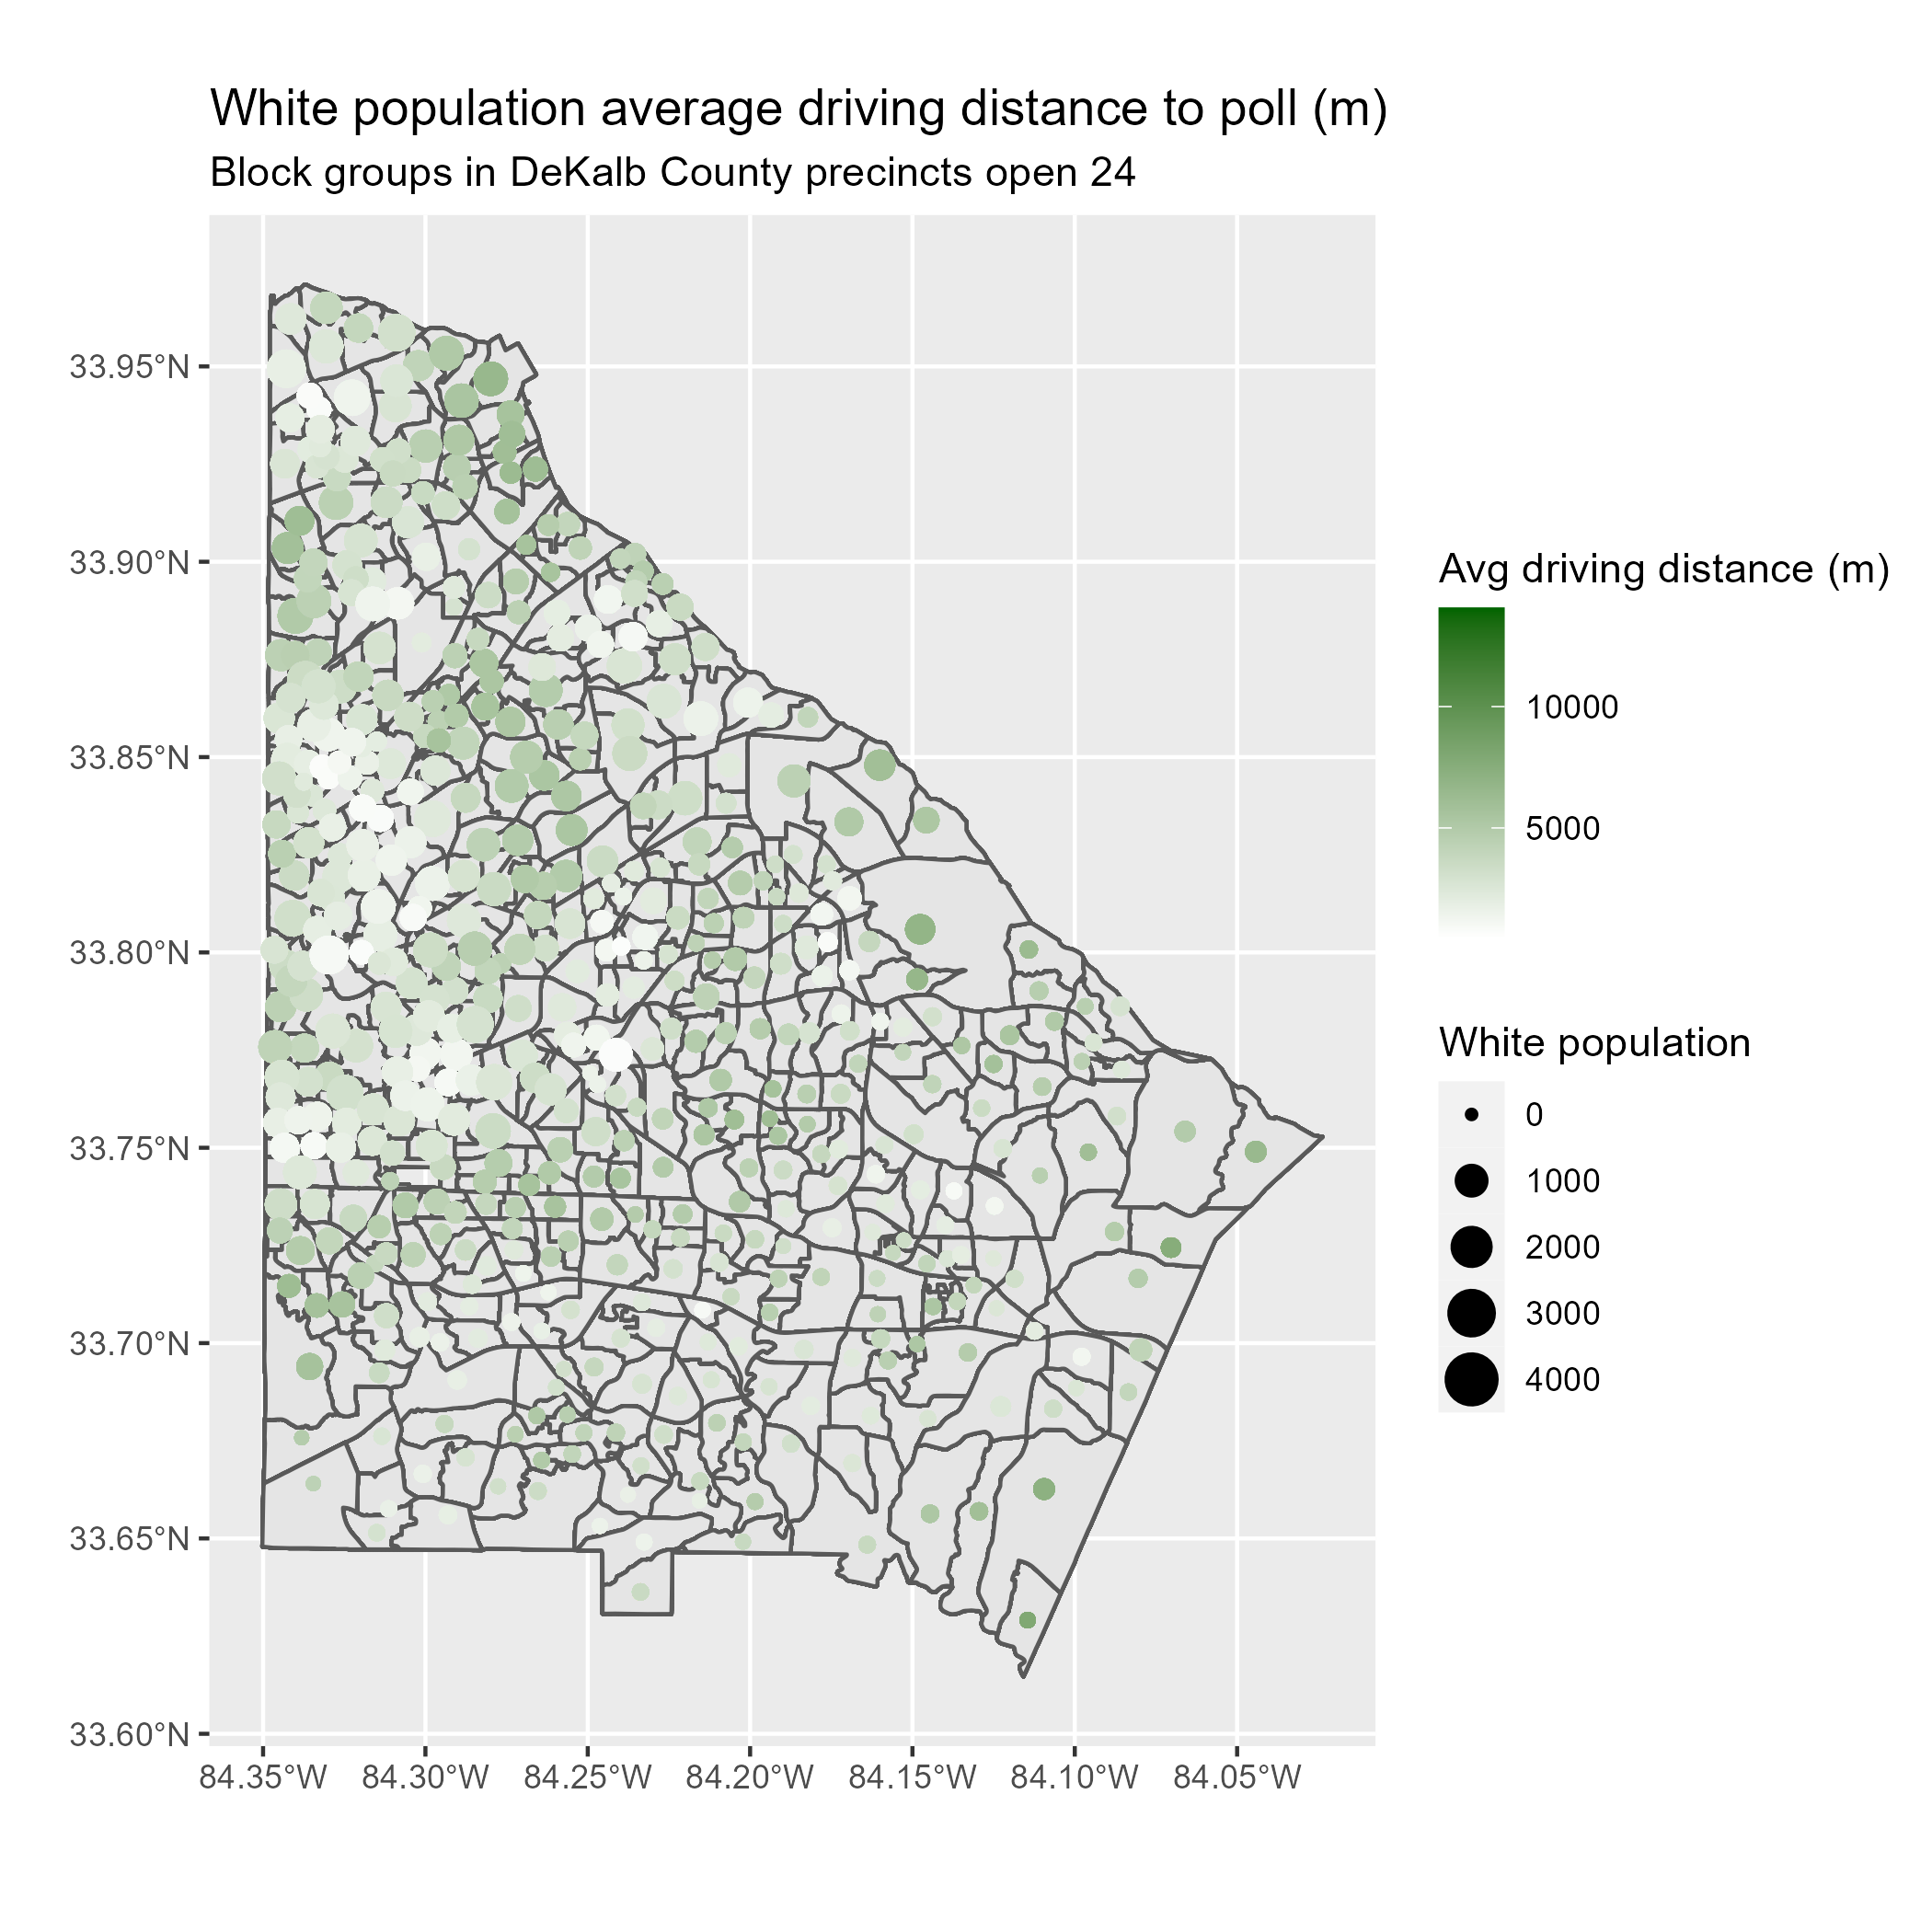 White population average driving distance to poll (m)
Block groups in DeKalb County precincts open 24
33.95°N
33.90°N
33.85°N
33.80°N
33.75°N
33.70°N
33.65°N
33.60°N
84.35°W
84.30°W
84.25°W
84.20°W
84.15°W
84.10°W
84.05°W
Avg driving distance (m)
10000
5000
White population
0
1000
2000
3000
4000